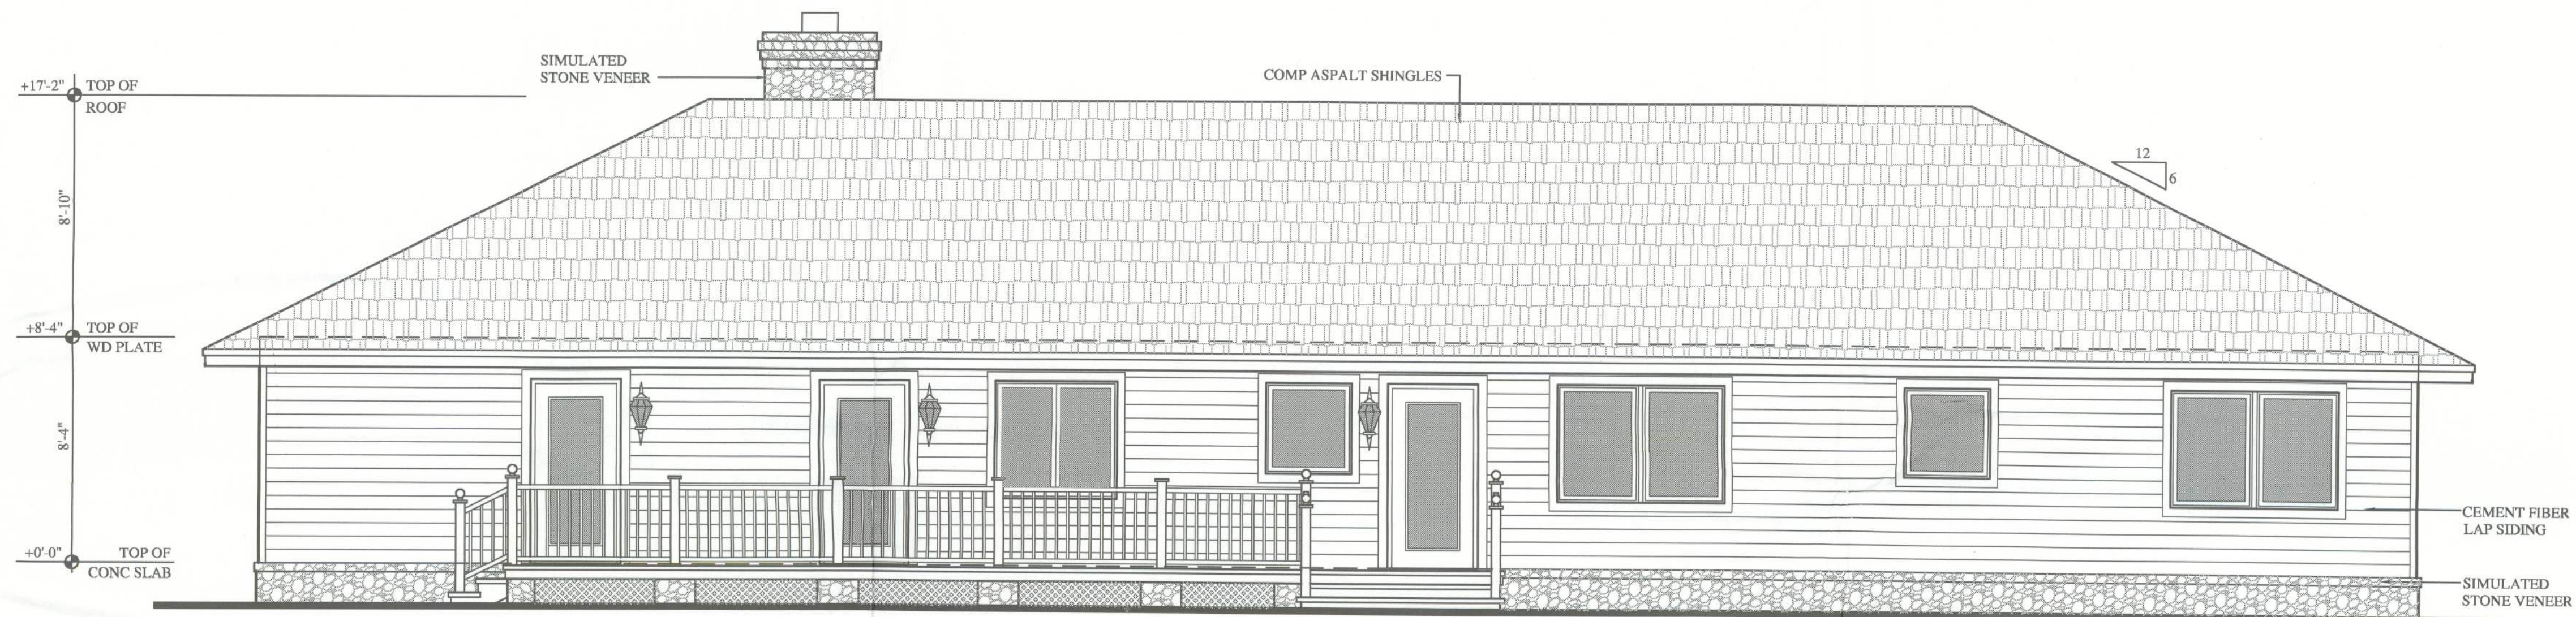 SIMULATED
STONE VENEER
COMP ASPALT SHINGLES
+17'-2" TOP OF
ROOF
12
6
8'-10"
+8'-4" TOP OF
WD PLATE
8'-4"
CEMENT FIBER
LAP SIDING
+0'-0" TOP OF
CONC SLAB
SIMULATED
STONE VENEER